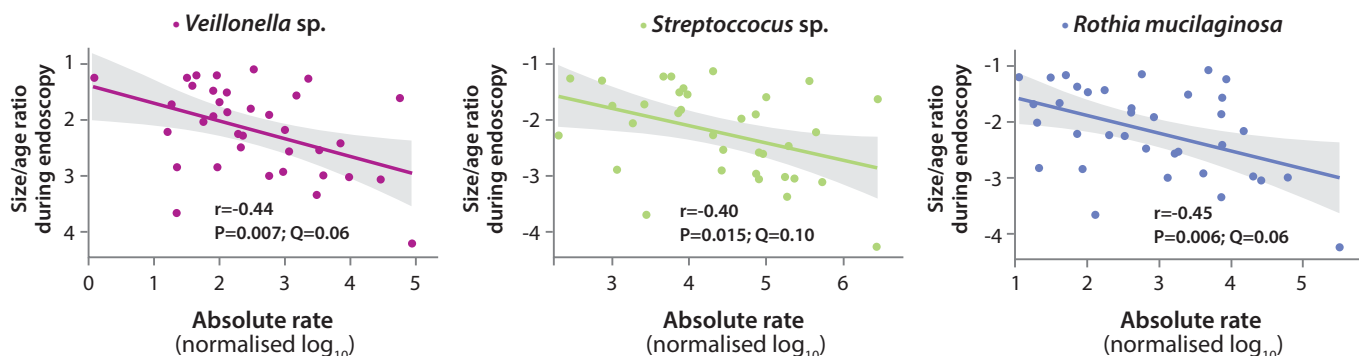 Veillonella sp.
Size/age ratio
during endoscopy
1
2
3
4
r=-0.44
P=0.007; Q=0.06
0 1 2 3 4 5
Absolute rate
(normalised log10)
Streptoccocus sp.
Size/age ratio
during endoscopy
-1
-2
-3
-4
r=-0.40
P=0.015; Q=0.10
3 4 5 6
Absolute rate
(normalised log10)
Rothia mucilaginosa
Size/age ratio
during endoscopy
-1
-2
-3
-4
r=-0.45
P=0.006; Q=0.06
1 2 3 4 5
Absolute rate
(normalised log10)